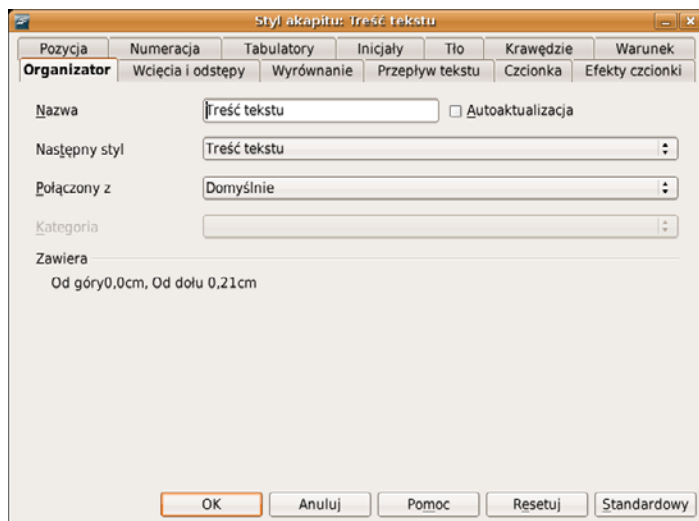 Styl akapitu: Treść tekstu
Pozycja Numeracja Tabulatory Inicjały Tło Krawędzie Warunek
Organizator Wcięcia i odstępy Wyrównanie Przepływ tekstu Czcionka Efekty czcionki
Nazwa Treść tekstu Autoaktualizacja
Następny styl Treść tekstu
Połączony z Domyślnie
Kategoria
Zawiera
Od góry0,0cm, Od dołu 0,21cm
OK Anuluj Pomoc Resetuj Standardowy